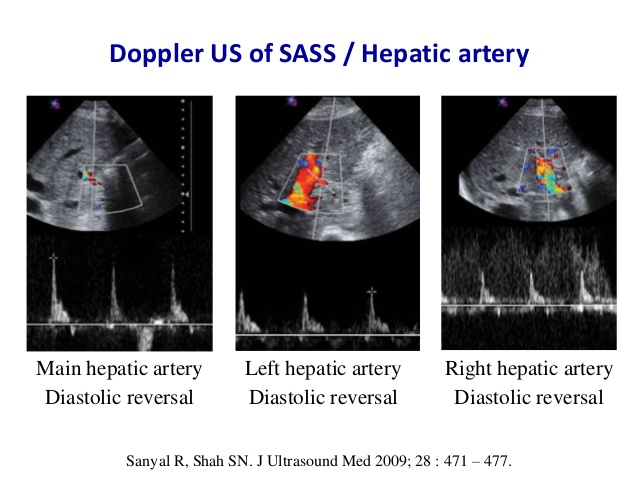 Doppler US of SASS / Hepatic artery
Main hepatic artery
Diastolic reversal
Left hepatic artery
Diastolic reversal
Right hepatic artery
Diastolic reversal
Sanyal R, Shah SN. J Ultrasound Med 2009; 28 : 471 – 477.